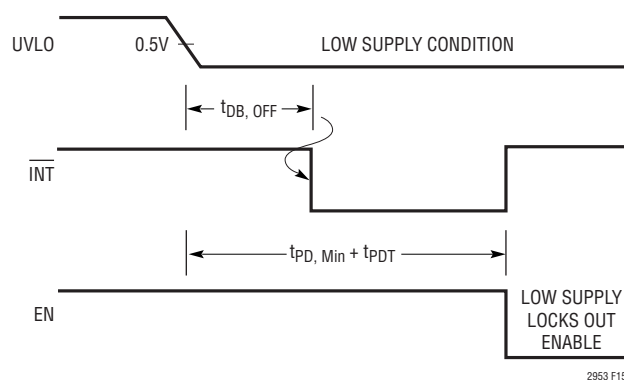 UVLO
0.5V
LOW SUPPLY CONDITION
tDB, OFF
INT
tPD, Min + tPDT
EN
LOW SUPPLY
LOCKS OUT
ENABLE
2953 F15